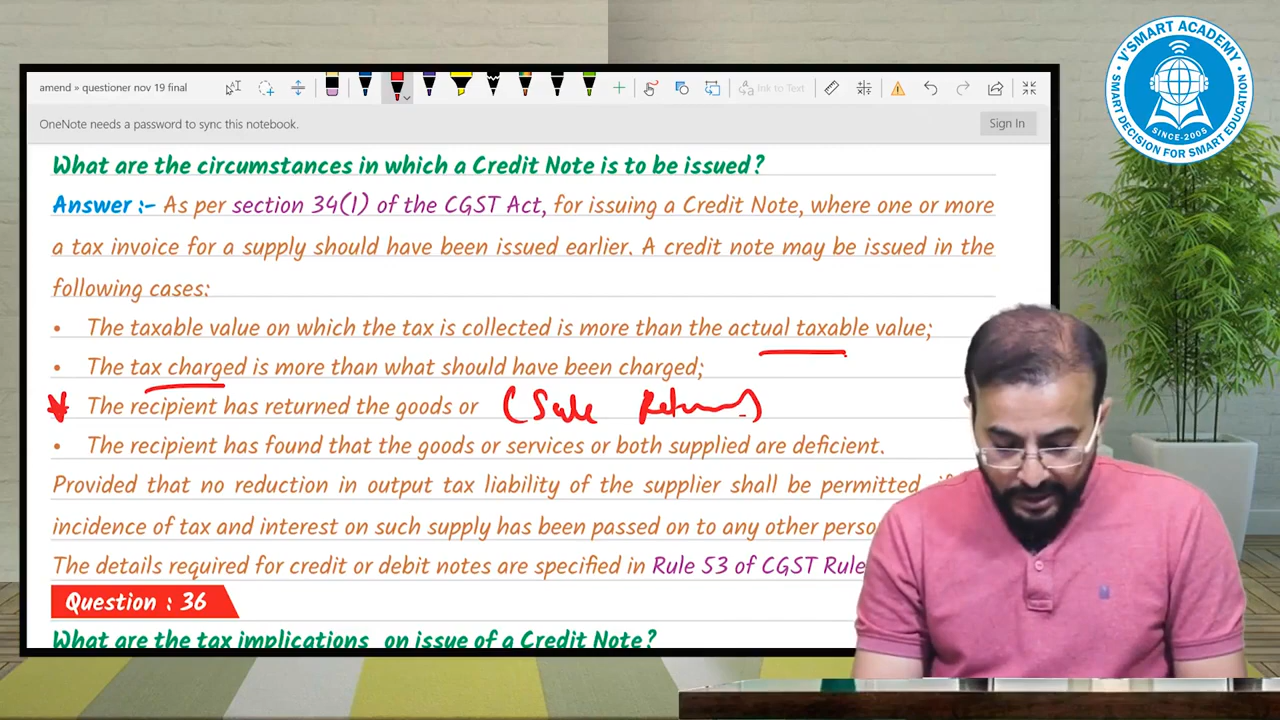 V'SMART ACADEMY
SINCE-2005
SMART DECISION FOR SMART EDUCATION
amend » questioner nov 19 final
Ink to Text
OneNote needs a password to sync this notebook.
Sign In
What are the circumstances in which a Credit Note is to be issued?
Answer :- As per section 34(1) of the CGST Act, for issuing a Credit Note, where one or more
a tax invoice for a supply should have been issued earlier. A credit note may be issued in the
following cases:
• The taxable value on which the tax is collected is more than the actual taxable value;
• The tax charged is more than what should have been charged;
The recipient has returned the goods or (Sale Return)
• The recipient has found that the goods or services or both supplied are deficient.
Provided that no reduction in output tax liability of the supplier shall be permitted,
incidence of tax and interest on such supply has been passed on to any other
The details required for credit or debit notes are specified in Rule 53 of CGST Rule
Question : 36
What are the tax implications on issue of a Credit Note?